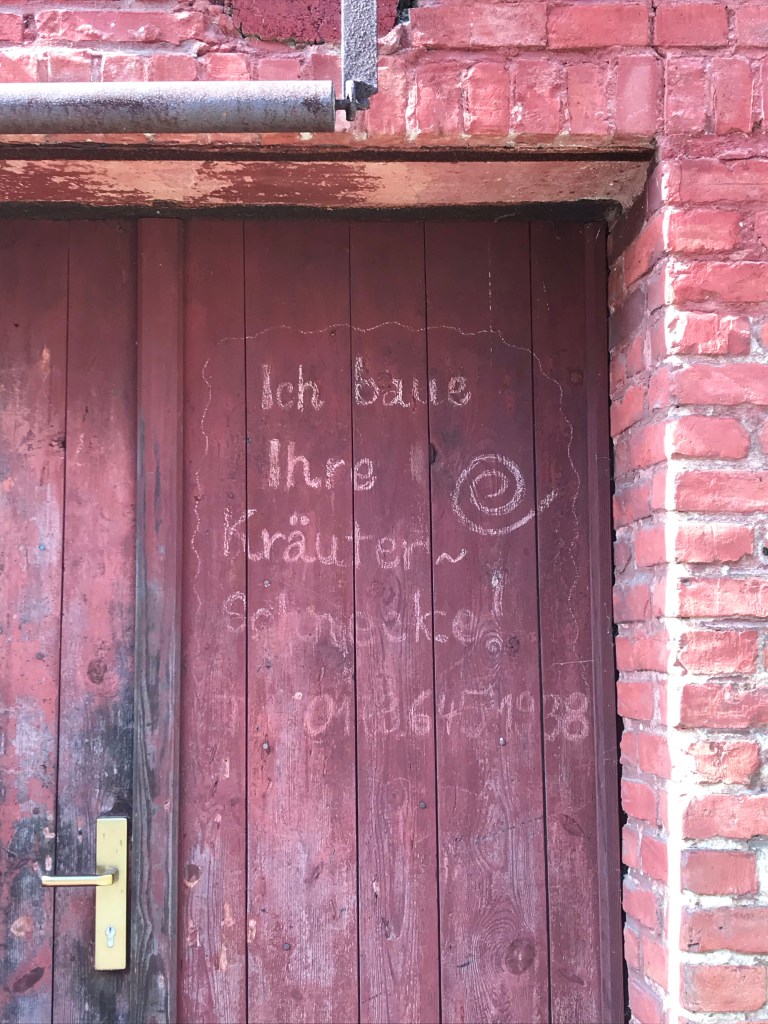 Ich baue
Ihre
Kräuter~
schnecke!